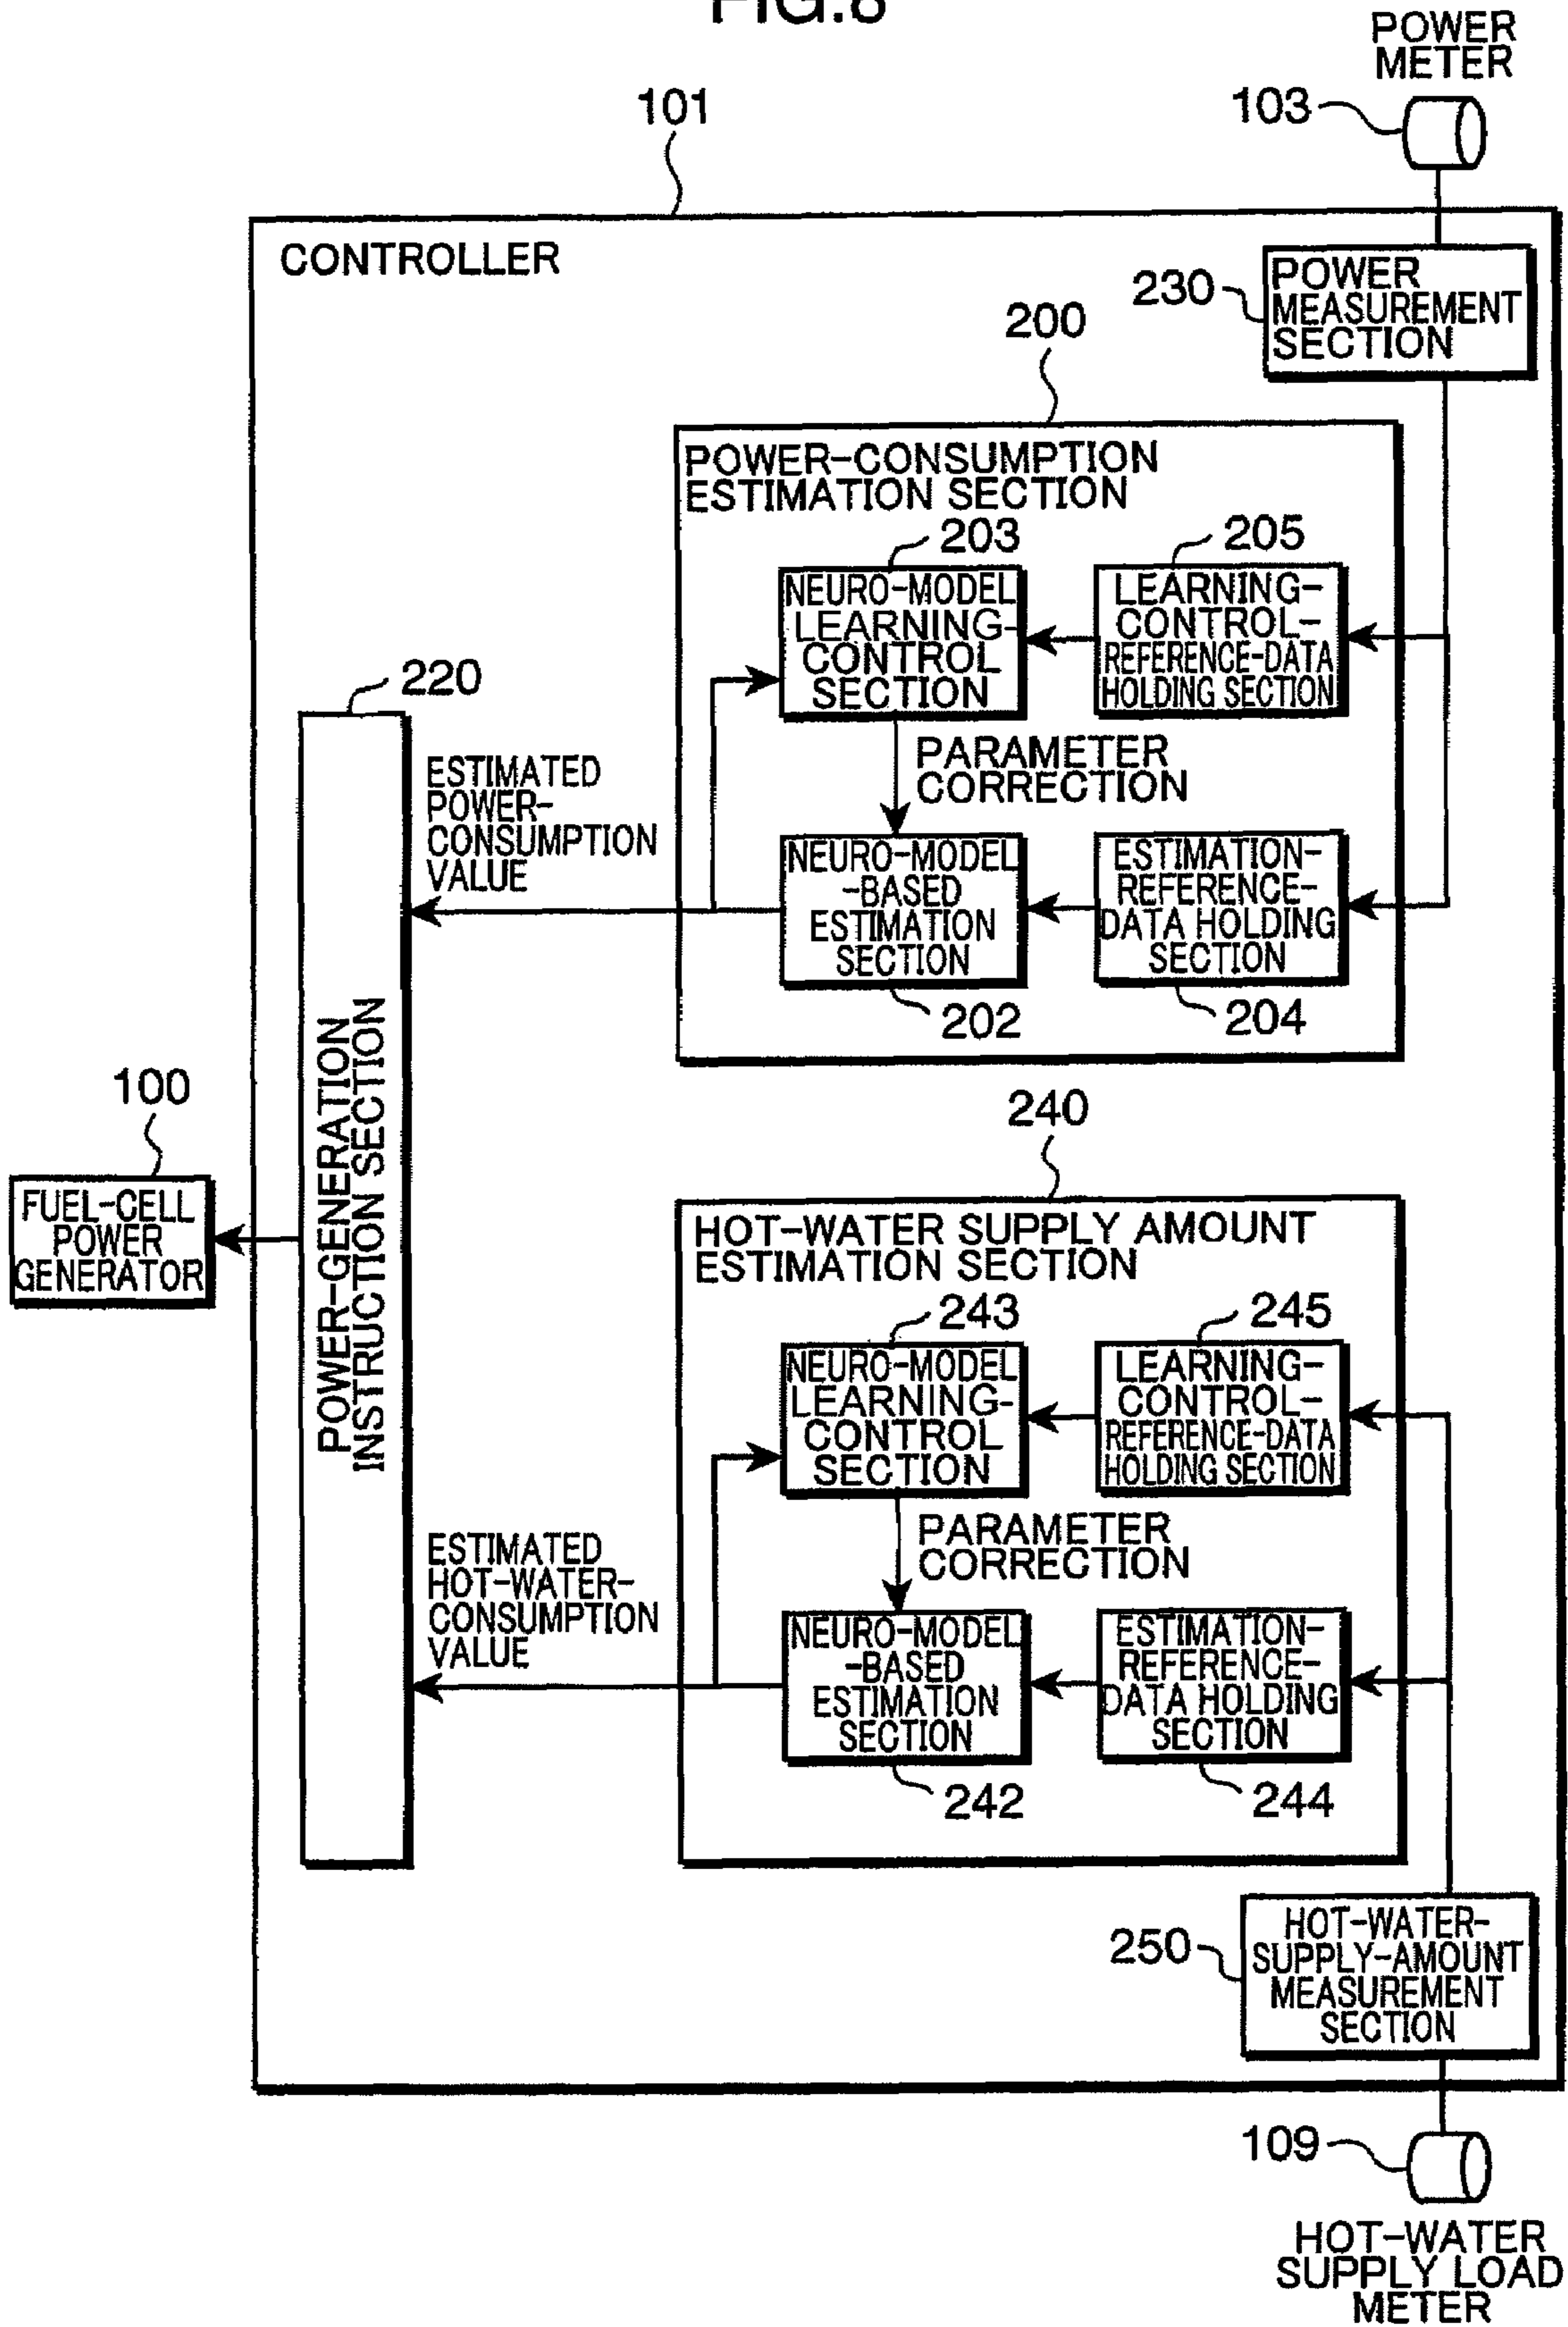 FIG.8
POWER
METER
103
101
CONTROLLER
230
POWER
MEASUREMENT
SECTION
200
POWER-CONSUMPTION
ESTIMATION SECTION
203
205
NEURO-MODEL
LEARNING-
CONTROL
SECTION
LEARNING-
CONTROL-
REFERENCE-DATA
HOLDING SECTION
220
ESTIMATED
POWER-
CONSUMPTION
VALUE
PARAMETER
CORRECTION
NEURO-MODEL
-BASED
ESTIMATION
SECTION
ESTIMATION-
REFERENCE-
DATA HOLDING
SECTION
202
204
POWER-GENERATION
INSTRUCTION SECTION
100
FUEL-CELL
POWER
GENERATOR
240
HOT-WATER SUPPLY AMOUNT
ESTIMATION SECTION
243
245
NEURO-MODEL
LEARNING-
CONTROL
SECTION
LEARNING-
CONTROL-
REFERENCE-DATA
HOLDING SECTION
ESTIMATED
HOT-WATER-
CONSUMPTION
VALUE
PARAMETER
CORRECTION
NEURO-MODEL
-BASED
ESTIMATION
SECTION
ESTIMATION-
REFERENCE-
DATA HOLDING
SECTION
242
244
250
HOT-WATER-
SUPPLY-AMOUNT
MEASUREMENT
SECTION
109
HOT-WATER
SUPPLY LOAD
METER